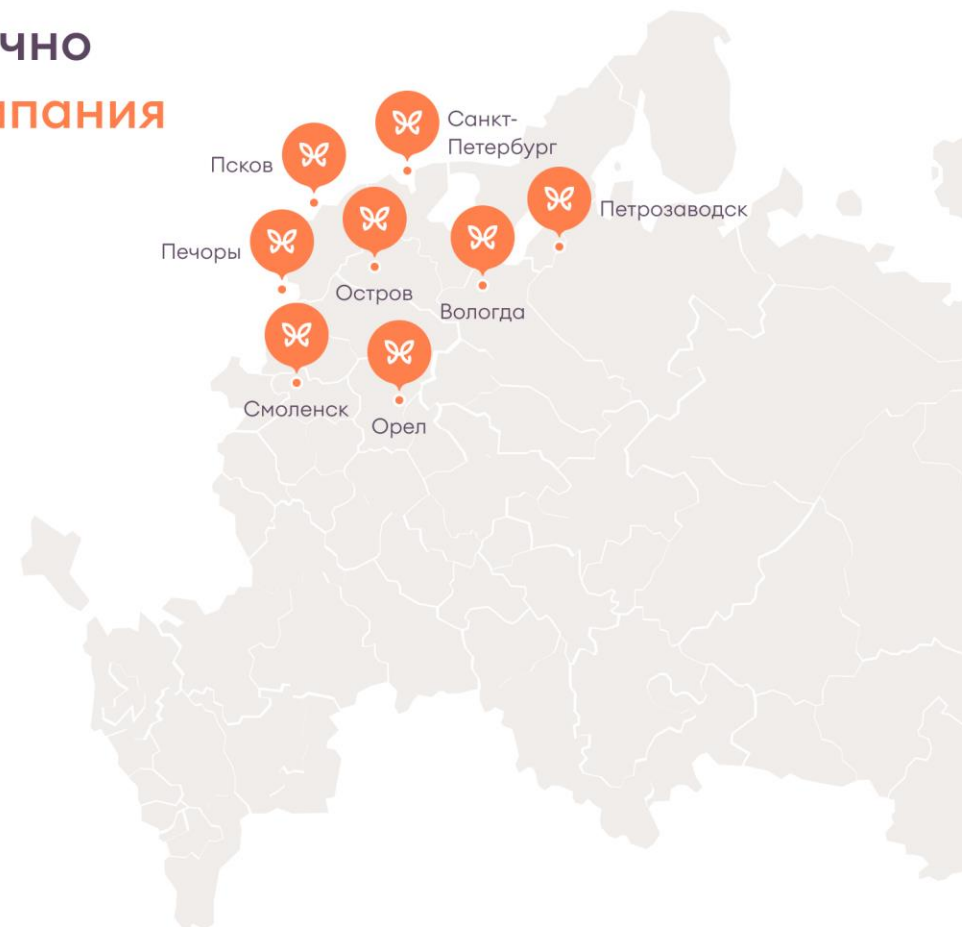 чно
пания
Санкт-
Петербург
Псков
Петрозаводск
Печоры
Остров
Вологда
Смоленск
Орел